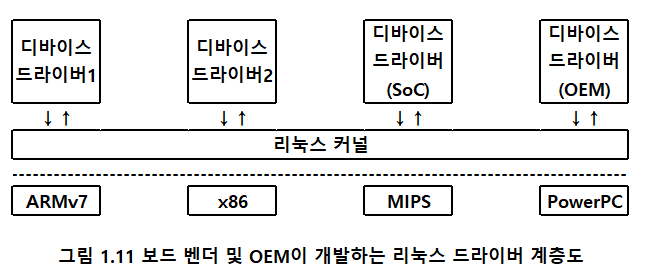 디바이스
드라이버1
디바이스
드라이버2
디바이스
드라이버
(SoC)
디바이스
드라이버
(OEM)
↓ ↑
↓ ↑
↓ ↑
↓ ↑
리눅스 커널
ARMv7
x86
MIPS
PowerPC
그림 1.11 보드 벤더 및 OEM이 개발하는 리눅스 드라이버 계층도